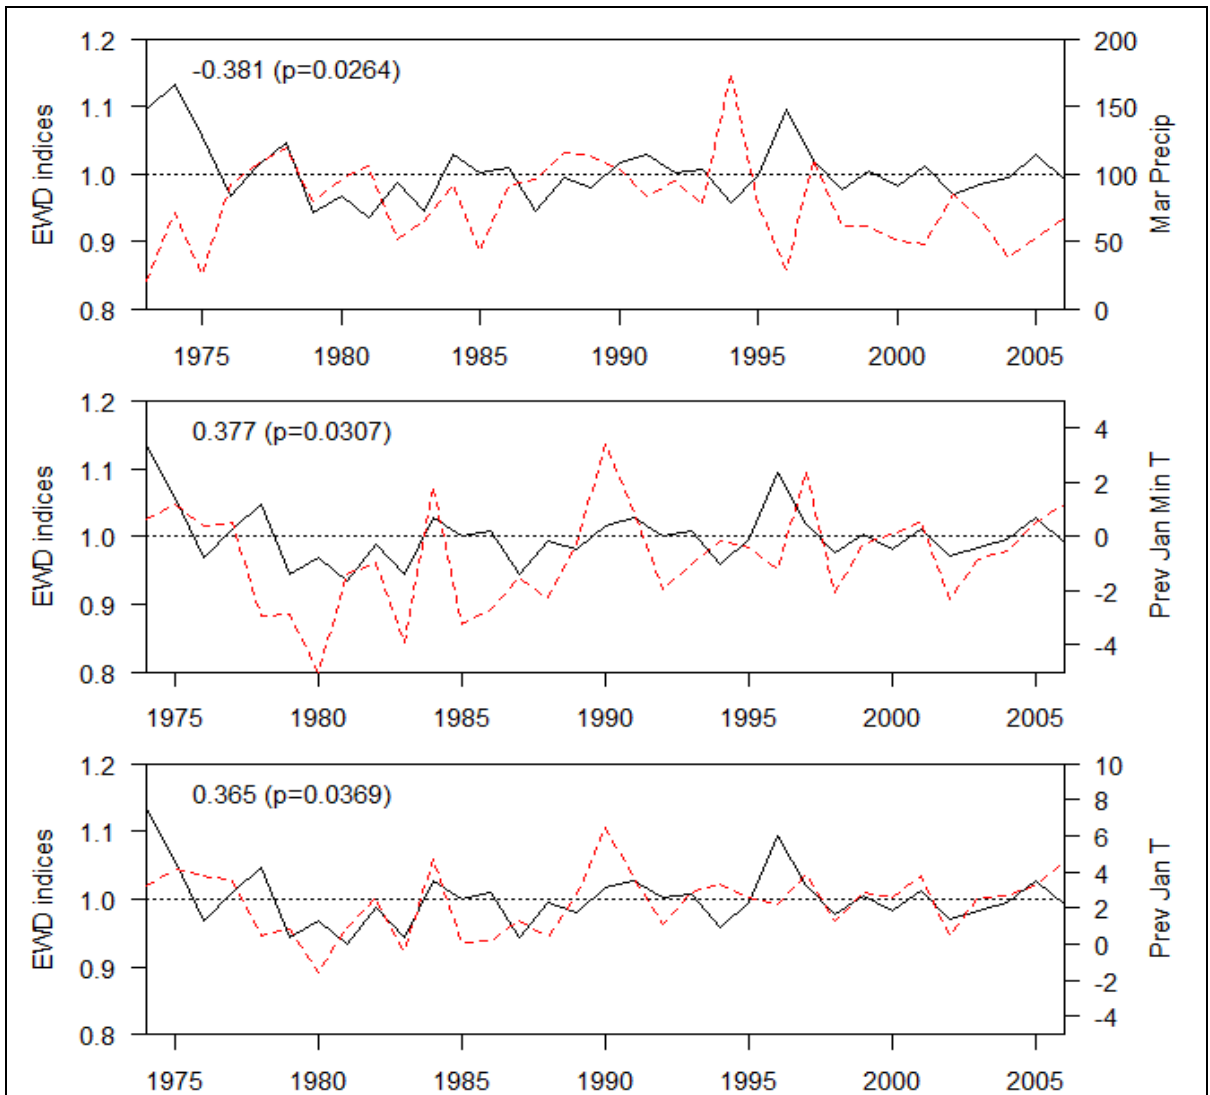 -0.381 (p=0.0264)
EWD indices
1.2
1.1
1.0
0.9
0.8
200
150
100
50
0
Mar Precip
1975 1980 1985 1990 1995 2000 2005
0.377 (p=0.0307)
EWD indices
1.2
1.1
1.0
0.9
0.8
4
2
0
-2
-4
Prev Jan Min T
1975 1980 1985 1990 1995 2000 2005
0.365 (p=0.0369)
EWD indices
1.2
1.1
1.0
0.9
0.8
10
8
6
4
2
0
-2
-4
Prev Jan T
1975 1980 1985 1990 1995 2000 2005